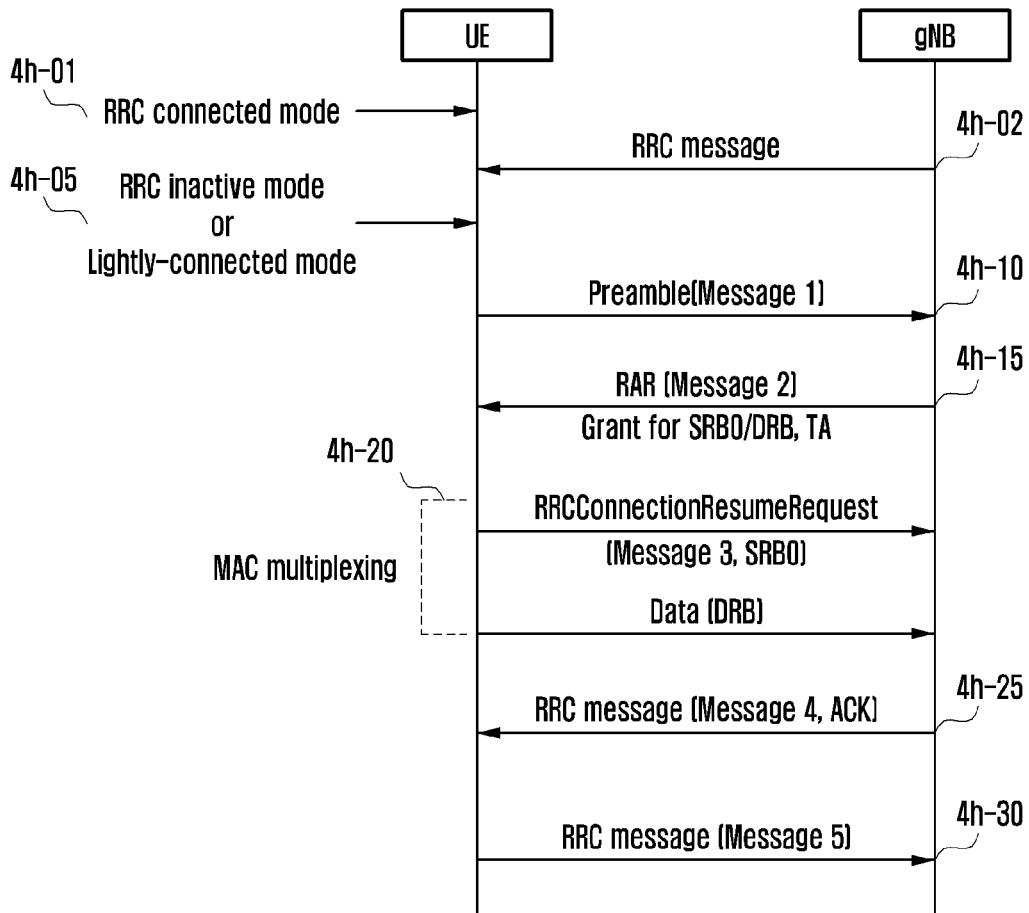 UE
gNB
4h-01
RRC connected mode
4h-02
RRC message
4h-05
RRC inactive mode
or
Lightly-connected mode
4h-10
Preamble(Message 1)
4h-15
RAR (Message 2)
Grant for SRB0/DRB, TA
4h-20
RRCConnectionResumeRequest
(Message 3, SRB0)
MAC multiplexing
Data (DRB)
4h-25
RRC message (Message 4, ACK)
4h-30
RRC message (Message 5)